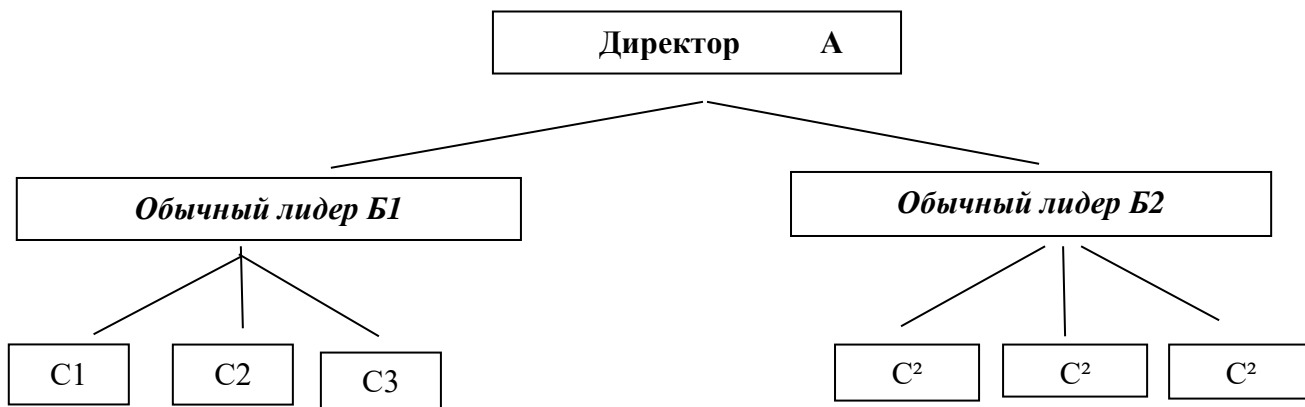 Директор А
Обычный лидер Б1
Обычный лидер Б2
С1
С2
С3
С²
С²
С²